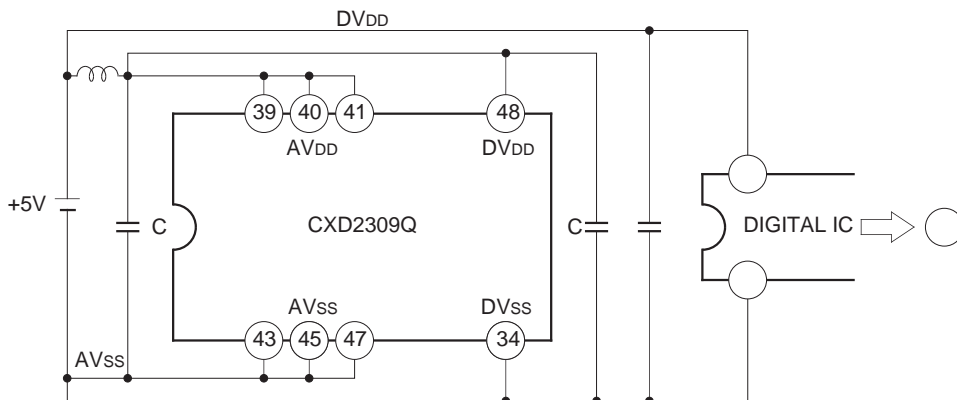 DVDD
39 40 41 48
AVDD DVDD
+5V C CXD2309Q C DIGITAL IC
AVSS DVSS
43 45 47 34
AVSS